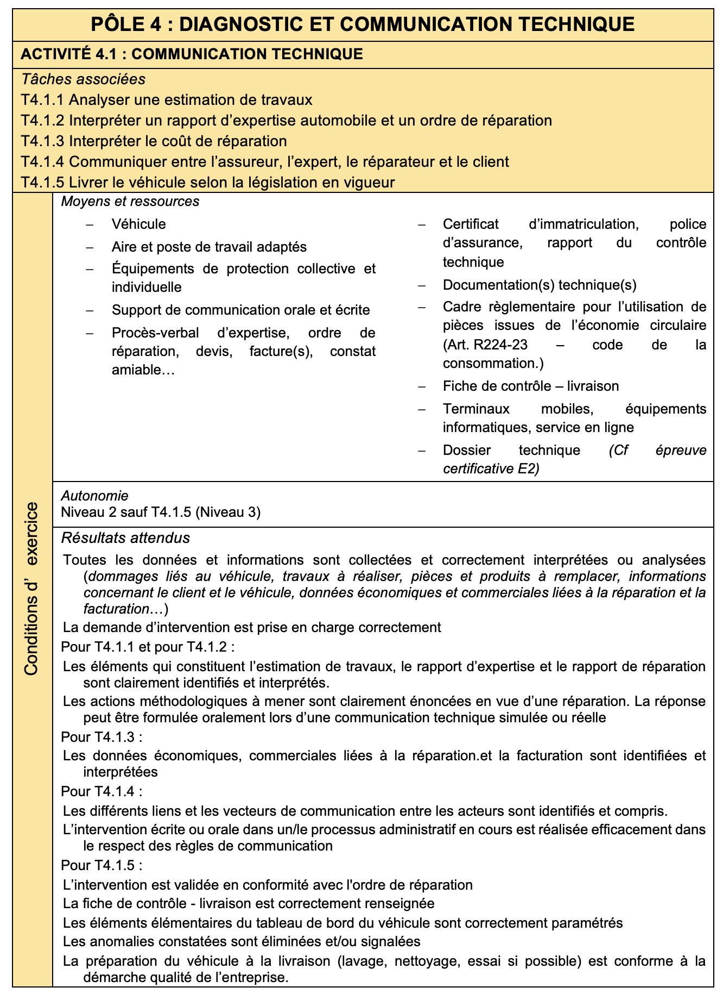 PÔLE 4 : DIAGNOSTIC ET COMMUNICATION TECHNIQUE
ACTIVITÉ 4.1 : COMMUNICATION TECHNIQUE
Tâches associées
T4.1.1 Analyser une estimation de travaux
T4.1.2 Interpréter un rapport d’expertise automobile et un ordre de réparation
T4.1.3 Interpréter le coût de réparation
T4.1.4 Communiquer entre l’assureur, l’expert, le réparateur et le client
T4.1.5 Livrer le véhicule selon la législation en vigueur
Conditions d’ exercice
Moyens et ressources
– Véhicule
– Aire et poste de travail adaptés
– Équipements de protection collective et
individuelle
– Support de communication orale et écrite
– Procès-verbal d’expertise, ordre de
réparation, devis, facture(s), constat
amiable…
– Certificat d’immatriculation, police
d’assurance, rapport du contrôle
technique
– Documentation(s) technique(s)
– Cadre règlementaire pour l’utilisation de
pièces issues de l’économie circulaire
(Art. R224-23 – code de la
consommation.)
– Fiche de contrôle – livraison
– Terminaux mobiles, équipements
informatiques, service en ligne
– Dossier technique (Cf épreuve
certificative E2)
Autonomie
Niveau 2 sauf T4.1.5 (Niveau 3)
Résultats attendus
Toutes les données et informations sont collectées et correctement interprétées ou analysées
(dommages liés au véhicule, travaux à réaliser, pièces et produits à remplacer, informations
concernant le client et le véhicule, données économiques et commerciales liées à la réparation et la
facturation…)
La demande d’intervention est prise en charge correctement
Pour T4.1.1 et pour T4.1.2 :
Les éléments qui constituent l’estimation de travaux, le rapport d’expertise et le rapport de réparation
sont clairement identifiés et interprétés.
Les actions méthodologiques à mener sont clairement énoncées en vue d’une réparation. La réponse
peut être formulée oralement lors d’une communication technique simulée ou réelle
Pour T4.1.3 :
Les données économiques, commerciales liées à la réparation.et la facturation sont identifiées et
interprétées
Pour T4.1.4 :
Les différents liens et les vecteurs de communication entre les acteurs sont identifiés et compris.
L’intervention écrite ou orale dans un/le processus administratif en cours est réalisée efficacement dans
le respect des règles de communication
Pour T4.1.5 :
L’intervention est validée en conformité avec l'ordre de réparation
La fiche de contrôle - livraison est correctement renseignée
Les éléments élémentaires du tableau de bord du véhicule sont correctement paramétrés
Les anomalies constatées sont éliminées et/ou signalées
La préparation du véhicule à la livraison (lavage, nettoyage, essai si possible) est conforme à la
démarche qualité de l’entreprise.